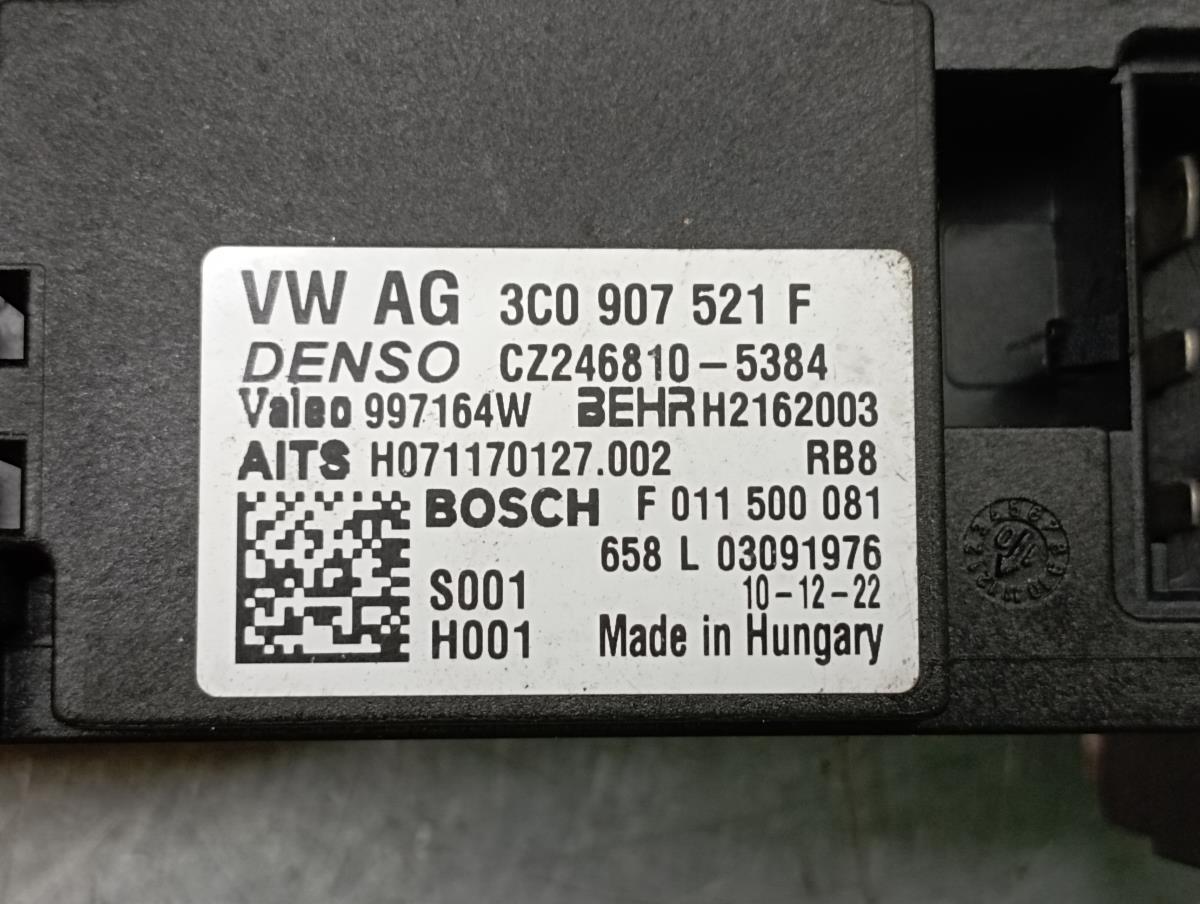 VW AG 3C0 907 521 F
DENSO CZ246810-5384
Valeo 997164W BEHR H2162003
AITS H071170127.002 RB8
BOSCH F 011 500 081
658 L 03091976
S001 10-12-22
H001 Made in Hungary